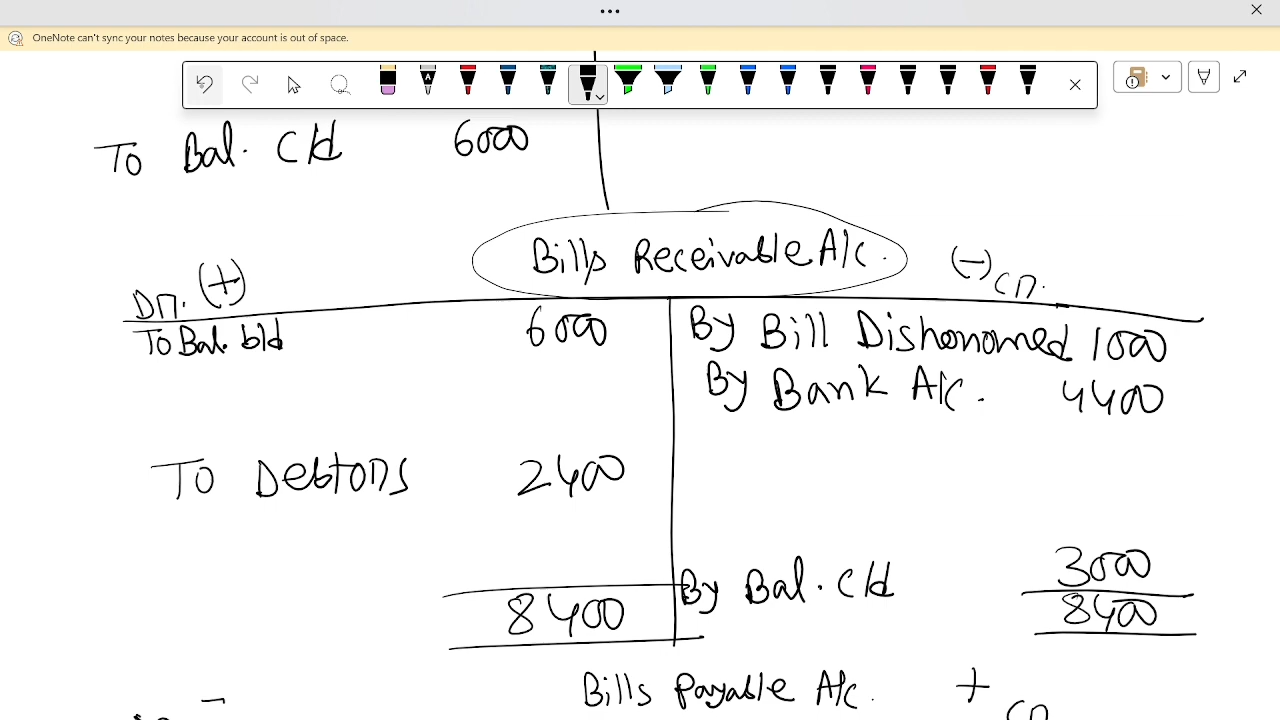 OneNote can't sync your notes because your account is out of space.
To Bal. C/d 6000
Bills Receivable A/c.
Dr. (+) (-) Cr.
To Bal. b/d 6000 By Bill Dishonored 1000
By Bank A/c. 4400
To Debtors 2400
By Bal. C/d 3000
8400 8400
Bills Payable A/c. +
- Cr